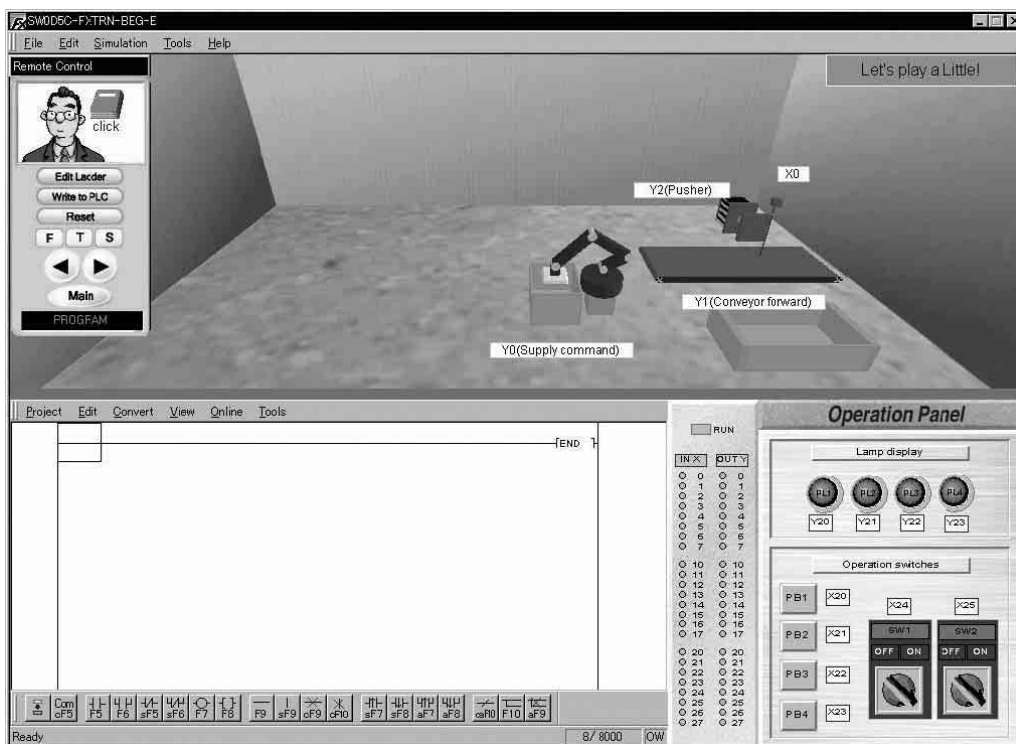 SW0D5C-FXTRN-BEG-E
File Edit Simulation Tools Help
Remote Control
click
Edit Ladder
Write to PLC
Reset
F T S
Main
PROGRAM
Let's play a Little!
X0
Y2(Pusher)
Y1(Conveyor forward)
Y0(Supply command)
Project Edit Convert View Online Tools
END
RUN
IN X OUT Y
0 0
1 1
2 2
3 3
4 4
5 5
6 6
7 7
10 10
11 11
12 12
13 13
14 14
15 15
16 16
17 17
20 20
21 21
22 22
23 23
24 24
25 25
26 26
27 27
Operation Panel
Lamp display
PL1 PL2 PL3 PL4
Y20 Y21 Y22 Y23
Operation switches
PB1 X20
PB2 X21
PB3 X22
PB4 X23
X24 X25
SW1 SW2
OFF ON OFF ON
Com
cF5 F5 F6 sF5 sF6 F7 F8 F9 sF9 cF9 cF10 sF7 sF8 aF7 aF8 caF10 F10 aF9
Ready 8/ 8000 OW